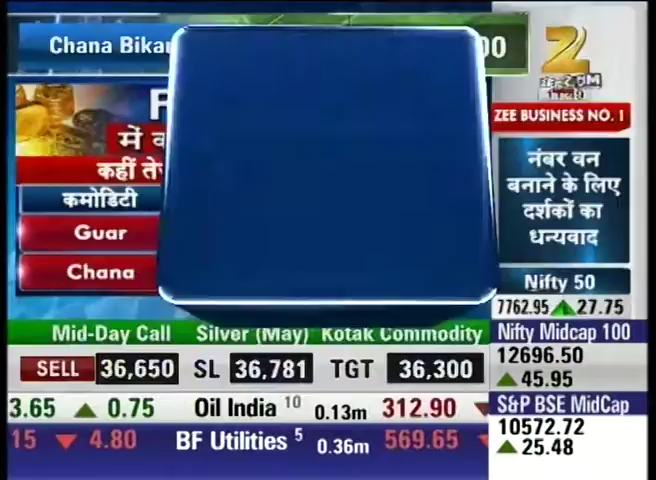 Chana Bika
00
में
कहीं ते
कमोडिटी
Guar
Chana
ZEE BUSINESS NO. 1
नंबर वन
बनाने के लिए
दर्शकों का
धन्यवाद
Nifty 50
7762.95 ▲ 27.75
Mid-Day Call Silver (May) Kotak Commodity
SELL 36,650 SL 36,781 TGT 36,300
Nifty Midcap 100
12696.50
▲ 45.95
3.65 ▲ 0.75 Oil India 10 0.13m 312.90 ▼
15 ▼ 4.80 BF Utilities 5 0.36m 569.65 ▼
S&P BSE MidCap
10572.72
▲ 25.48